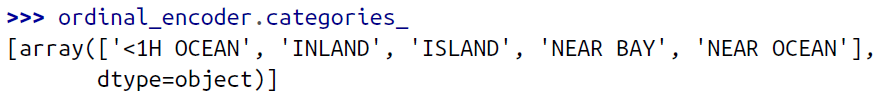 >>> ordinal_encoder.categories_
[array(['<1H OCEAN', 'INLAND', 'ISLAND', 'NEAR BAY', 'NEAR OCEAN'],
       dtype=object)]